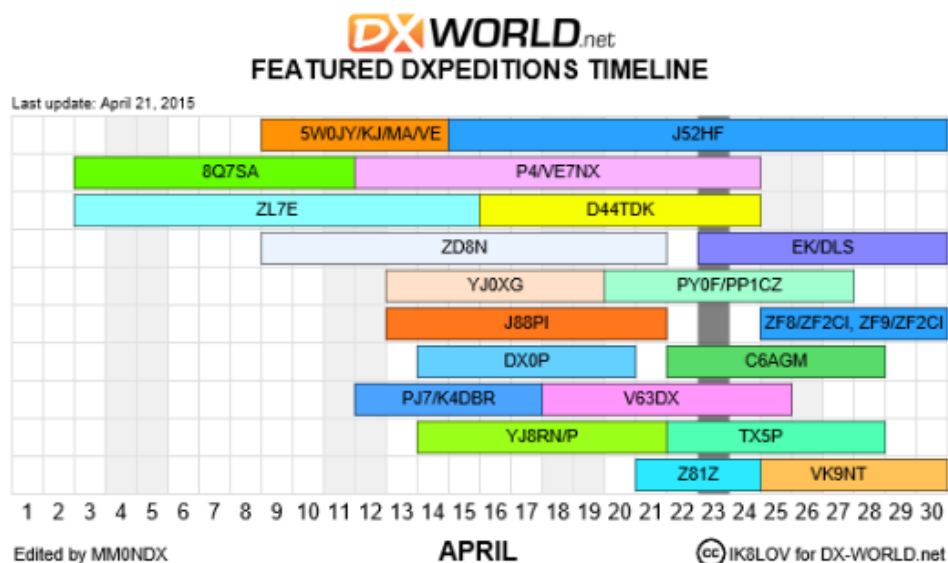 DX WORLD.net
FEATURED DXPEDITIONS TIMELINE
Last update: April 21, 2015
5W0JY/KJ/MA/VE J52HF
8Q7SA P4/VE7NX
ZL7E D44TDK
ZD8N EK/DLS
YJ0XG PY0F/PP1CZ
J88PI ZF8/ZF2CI, ZF9/ZF2CI
DX0P C6AGM
PJ7/K4DBR V63DX
YJ8RN/P TX5P
Z81Z VK9NT
1 2 3 4 5 6 7 8 9 10 11 12 13 14 15 16 17 18 19 20 21 22 23 24 25 26 27 28 29 30
Edited by MM0NDX APRIL (cc) IK8LOV for DX-WORLD.net